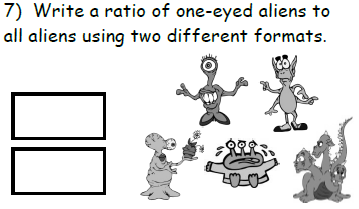 7) Write a ratio of one-eyed aliens to
all aliens using two different formats.